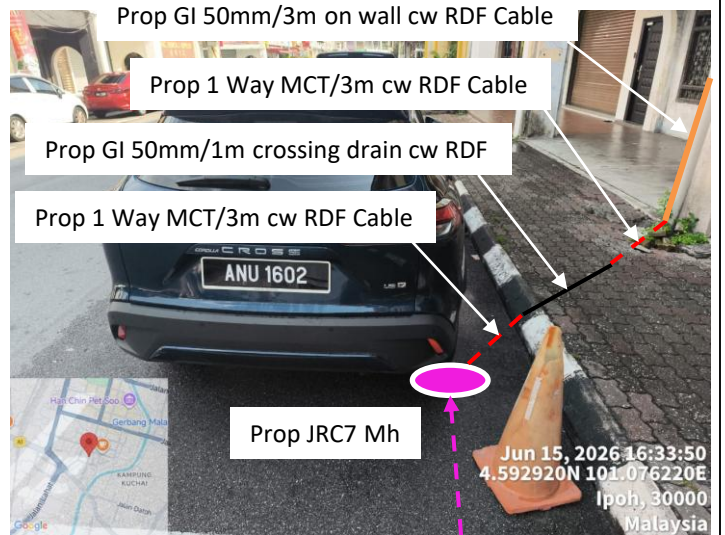 Prop GI 50mm/3m on wall cw RDF Cable
Prop 1 Way MCT/3m cw RDF Cable
Prop GI 50mm/1m crossing drain cw RDF
Prop 1 Way MCT/3m cw RDF Cable
COROLLA CROSS
ANU 1602
Prop JRC7 Mh
Han Chin Pet Soo
Gerbang Mala
KAMPUNG
KUCHAI
Jalan Datoh
Google
Jun 15, 2026 16:33:50
4.592920N 101.076220E
Ipoh, 30000
Malaysia